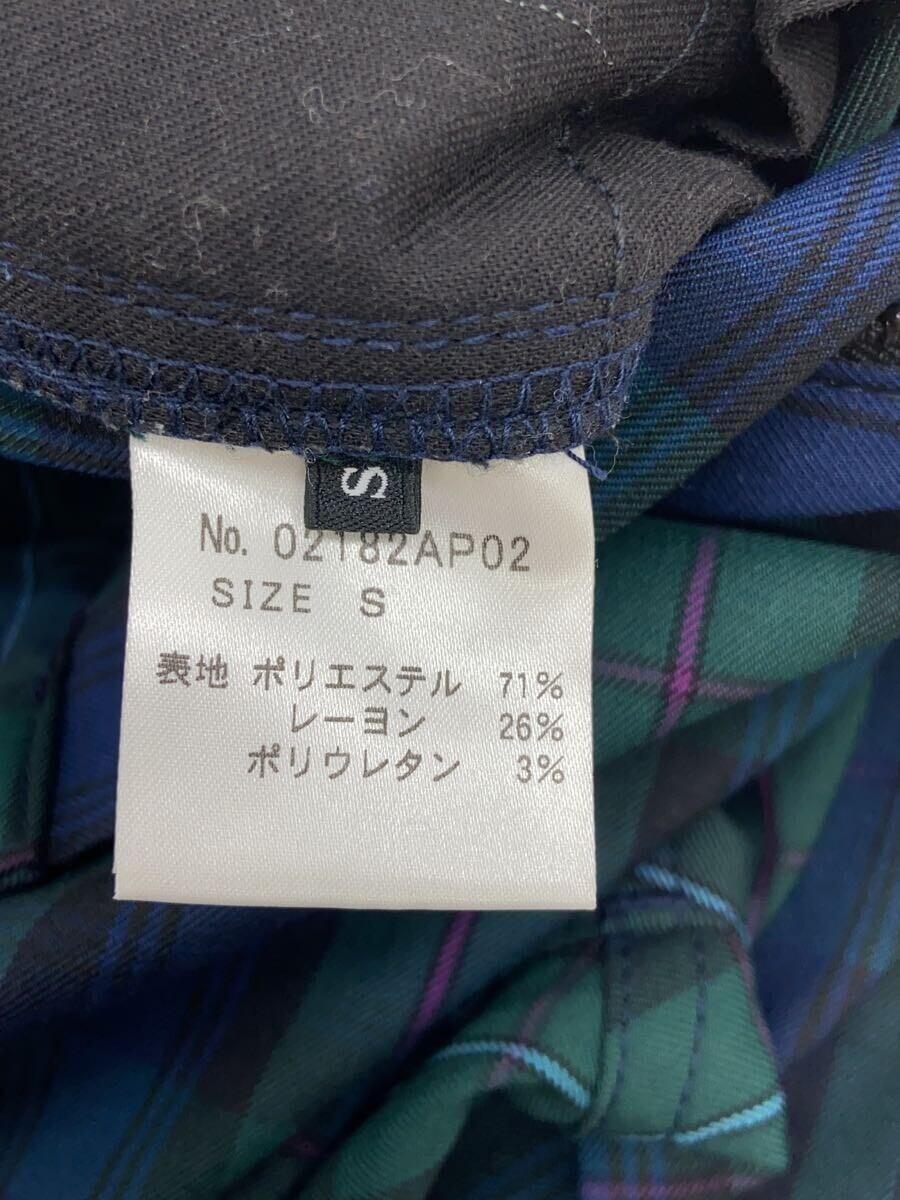 S
No. 02182AP02
SIZE S
表地 ポリエステル 71%
レーヨン 26%
ポリウレタン 3%